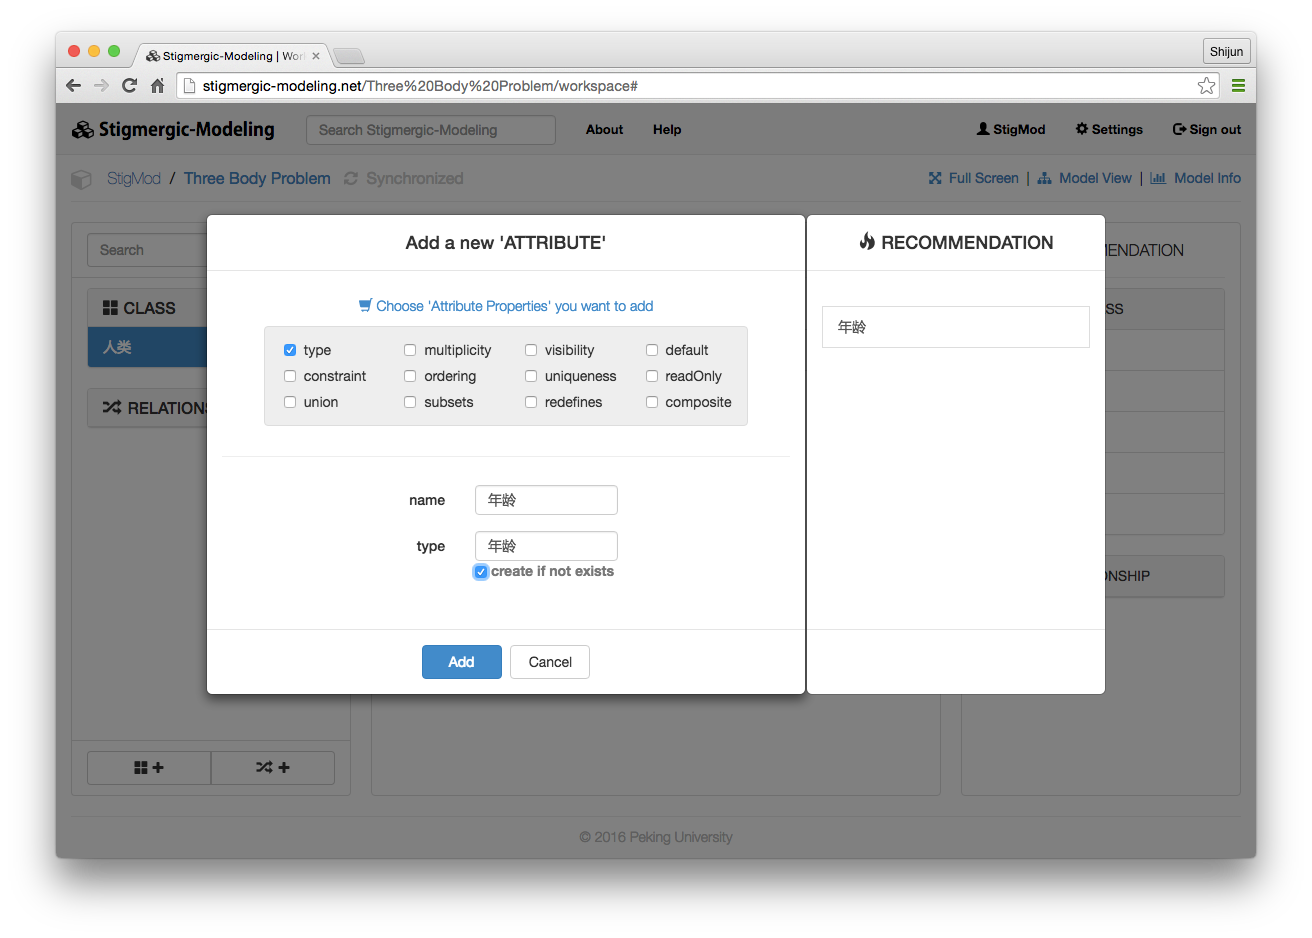 Stigmergic-Modeling | Wor
Shijun
stigmergic-modeling.net/Three%20Body%20Problem/workspace#
Stigmergic-Modeling
Search Stigmergic-Modeling
About
Help
StigMod
Settings
Sign out
StigMod / Three Body Problem
Synchronized
Full Screen | Model View | Model Info
Search
CLASS
人类
RELATIONS
Add a new 'ATTRIBUTE'
Choose 'Attribute Properties' you want to add
type multiplicity visibility default
constraint ordering uniqueness readOnly
union subsets redefines composite
name 年龄
type 年龄
create if not exists
Add Cancel
RECOMMENDATION
年龄
MENDATION
SS
ONSHIP
© 2016 Peking University